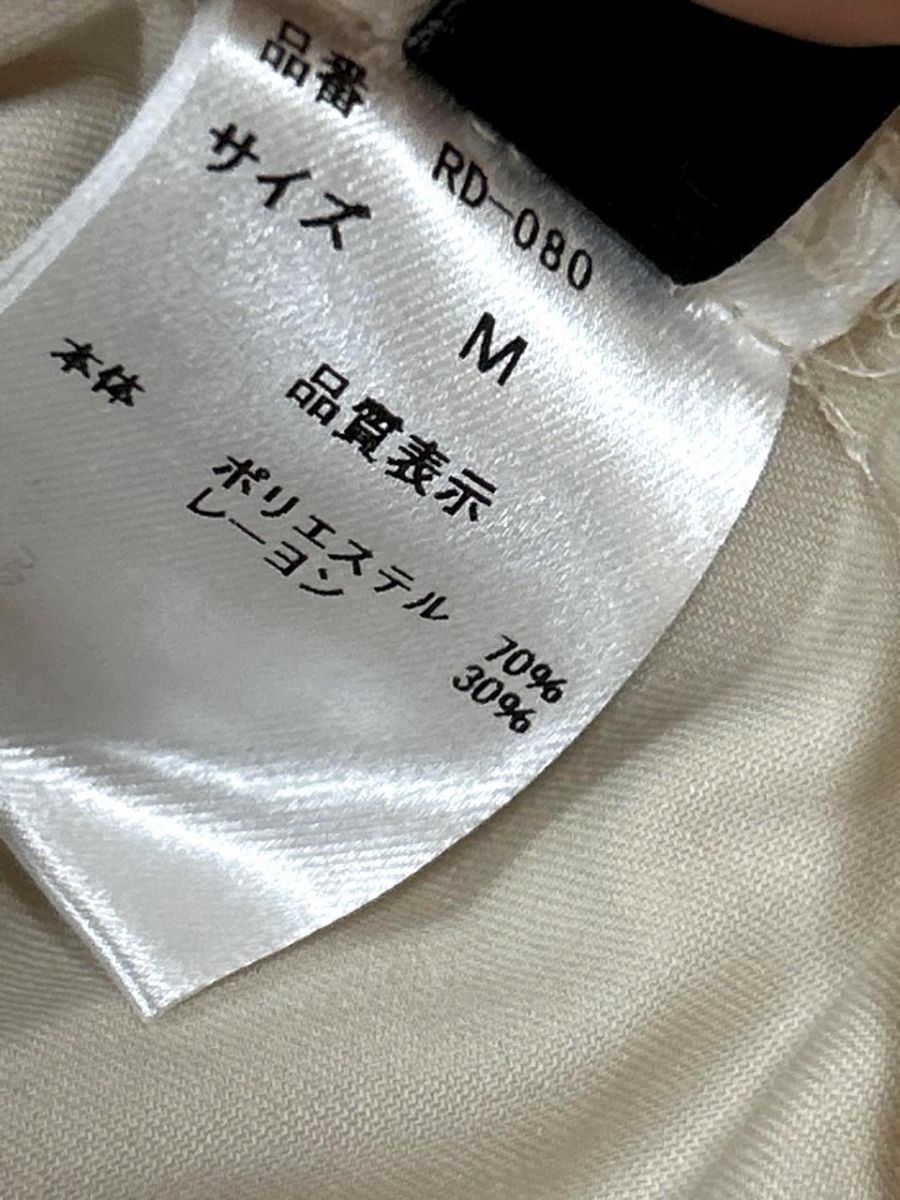 品番 RD-080
サイズ M
品質表示
本体 ポリエステル 70%
レーヨン 30%